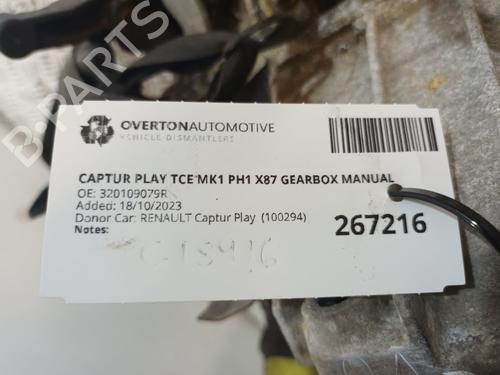 B-PARTS
OVERTONAUTOMOTIVE
VEHICLE DISMANTLERS
CAPTUR PLAY TCE MK1 PH1 X87 GEARBOX MANUAL
OE: 320109079R
Added: 18/10/2023
Donor Car: RENAULT Captur Play (100294)
267216
Notes: